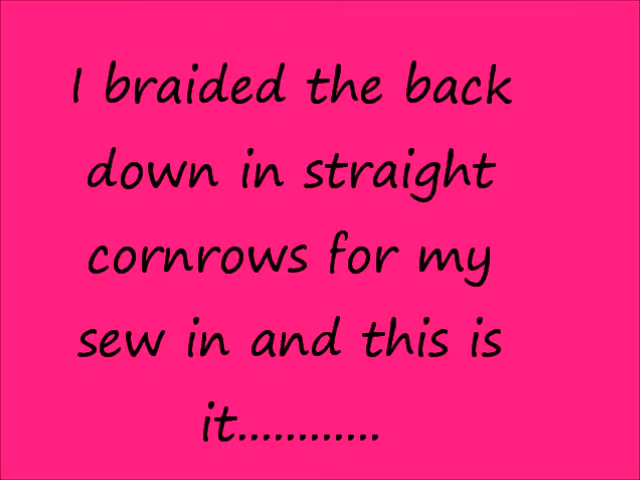 I braided the back
down in straight
cornrows for my
sew in and this is
it............